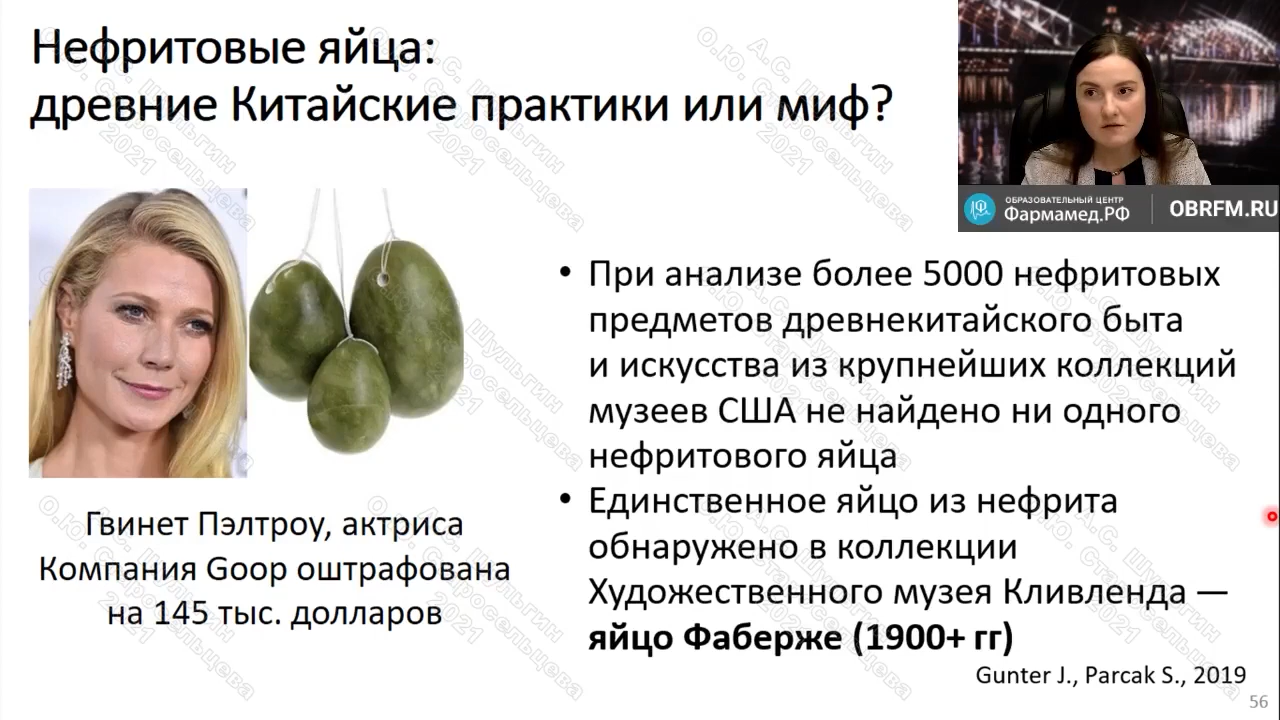 Нефритовые яйца:
древние Китайские практики или миф?
ОБРАЗОВАТЕЛЬНЫЙ ЦЕНТР
Фармамед.РФ
OBRFM.RU
Гвинет Пэлтроу, актриса
Компания Goop оштрафована
на 145 тыс. долларов
• При анализе более 5000 нефритовых
предметов древнекитайского быта
и искусства из крупнейших коллекций
музеев США не найдено ни одного
нефритового яйца
• Единственное яйцо из нефрита
обнаружено в коллекции
Художественного музея Кливленда —
яйцо Фаберже (1900+ гг)
Gunter J., Parcak S., 2019
56
А.С. Шульгин
О.Ю. Старосельцева
2021